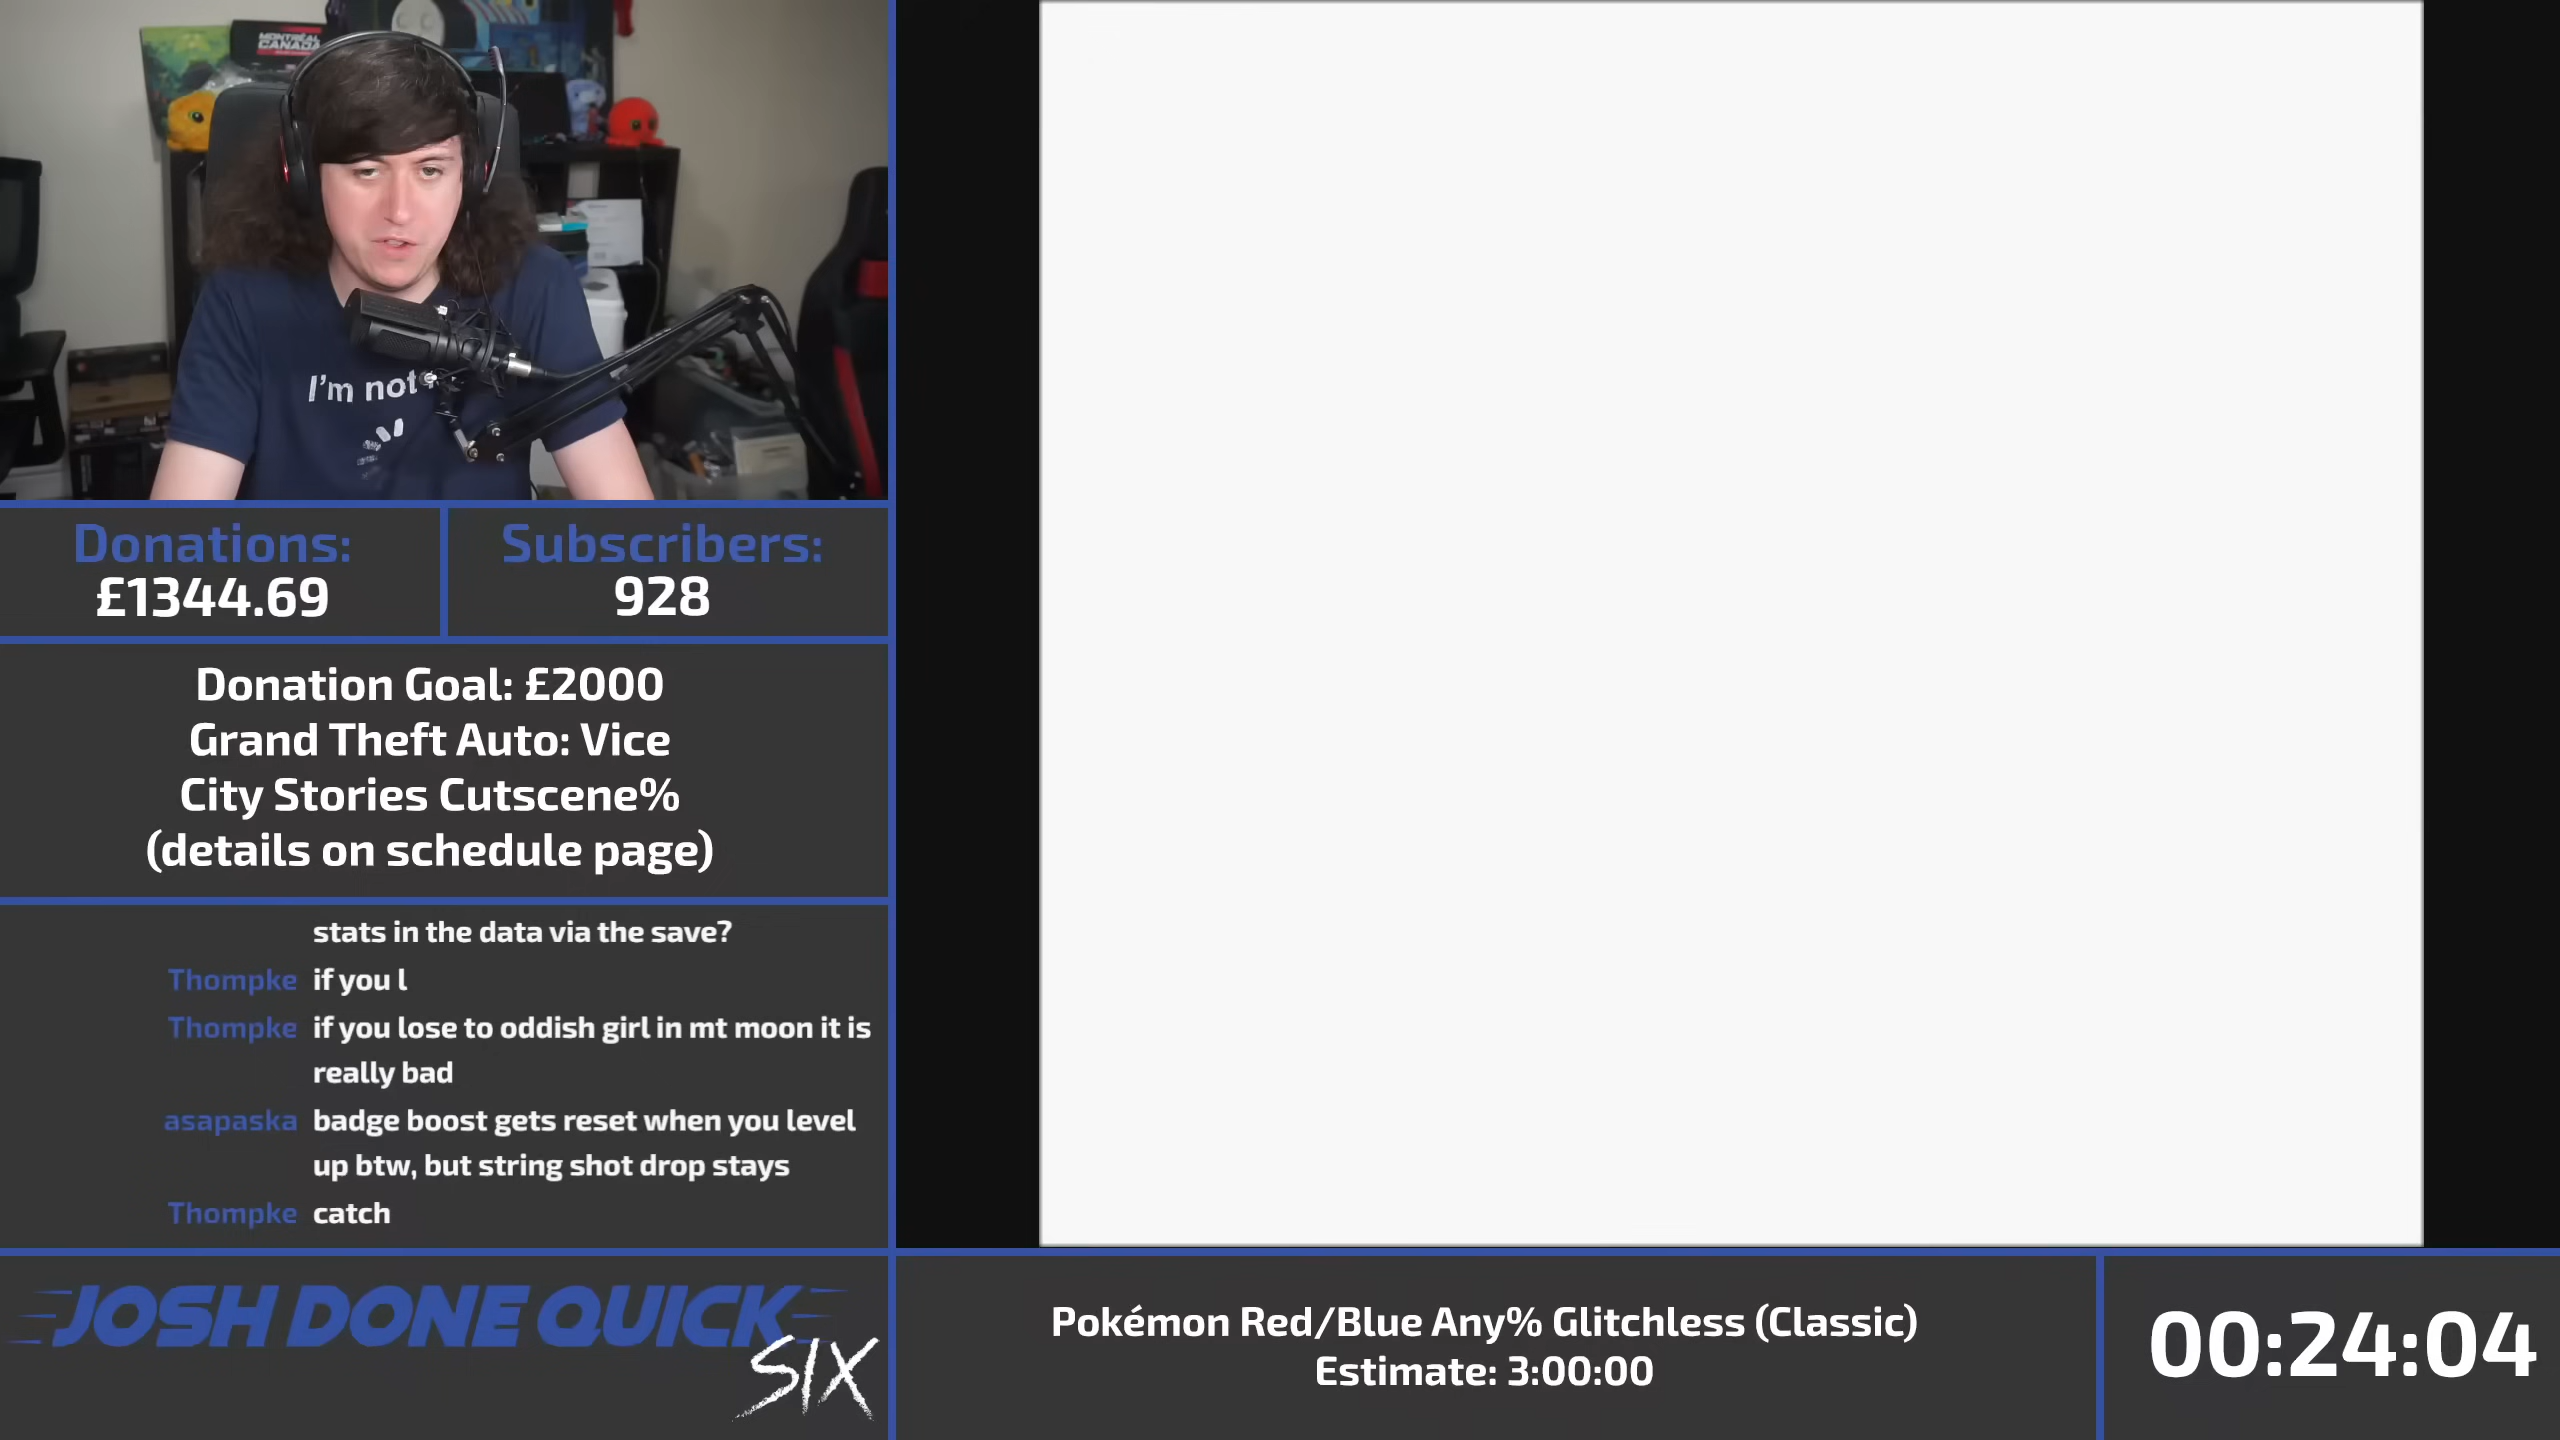 MONTRÉAL
CANADA
I'm not
Donations:
£1344.69
Subscribers:
928
Donation Goal: £2000
Grand Theft Auto: Vice
City Stories Cutscene%
(details on schedule page)
stats in the data via the save?
Thompke if you l
Thompke if you lose to oddish girl in mt moon it is
really bad
asapaska badge boost gets reset when you level
up btw, but string shot drop stays
Thompke catch
JOSH DONE QUICK
SIX
Pokémon Red/Blue Any% Glitchless (Classic)
Estimate: 3:00:00
00:24:04